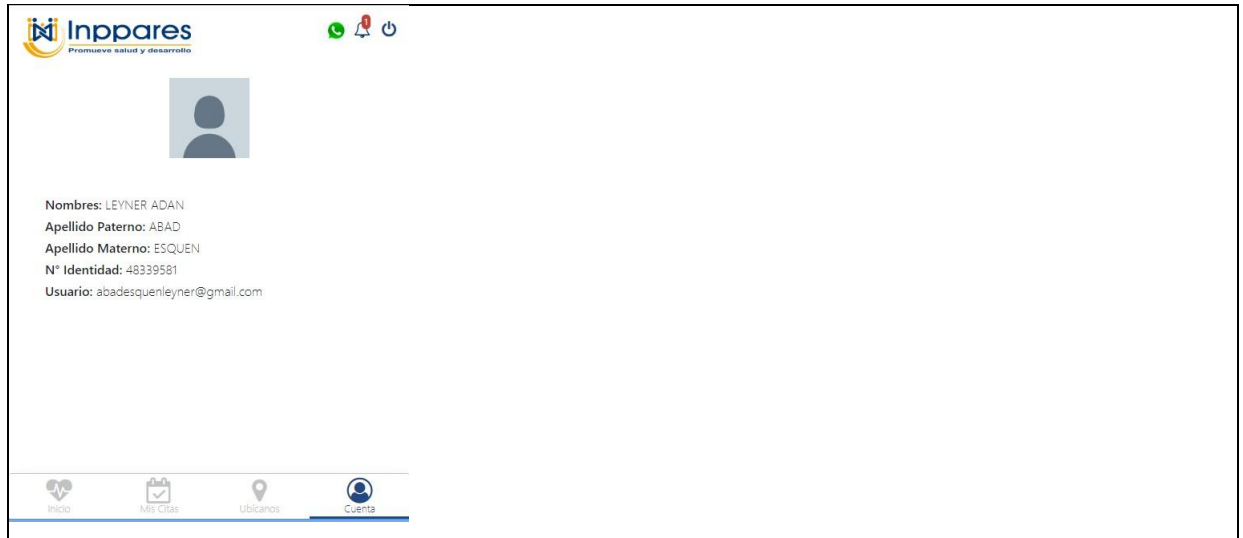 Inppares
Promueve salud y desarrollo
1
Nombres: LEYNER ADAN
Apellido Paterno: ABAD
Apellido Materno: ESQUEN
N° Identidad: 48339581
Usuario: abadesquenleyner@gmail.com
Inicio Mis Citas Ubícanos Cuenta